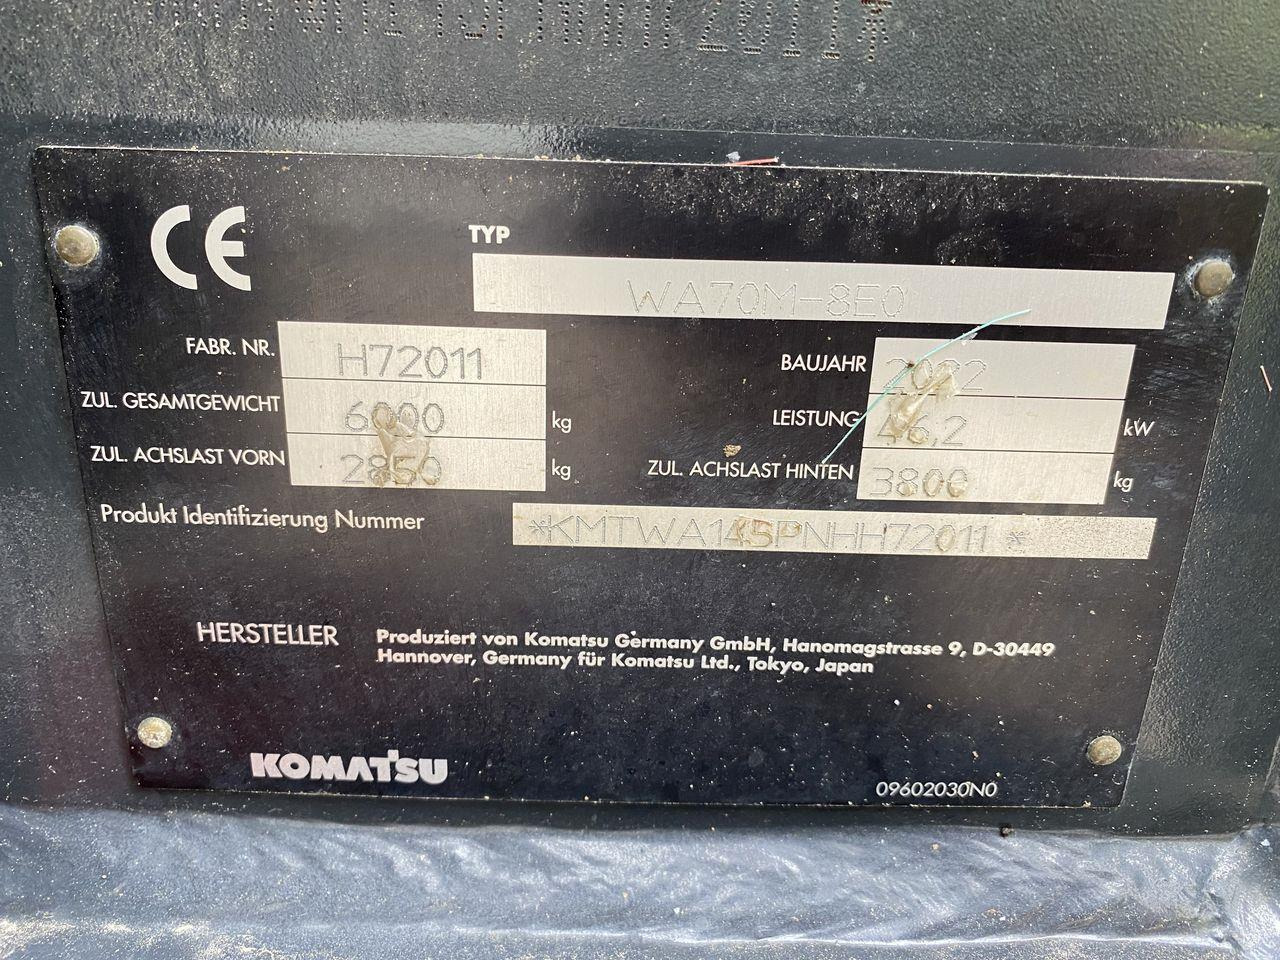 CE
TYP
WA70M-8E0
FABR. NR. H72011
BAUJAHR 2022
ZUL. GESAMTGEWICHT 6000 kg
LEISTUNG 46,2 kW
ZUL. ACHSLAST VORN 2850 kg
ZUL. ACHSLAST HINTEN 3800 kg
Produkt Identifizierung Nummer *KMTWA145PNHH72011 *
HERSTELLER Produziert von Komatsu Germany GmbH, Hanomagstrasse 9, D-30449
Hannover, Germany für Komatsu Ltd., Tokyo, Japan
KOMATSU
09602030N0